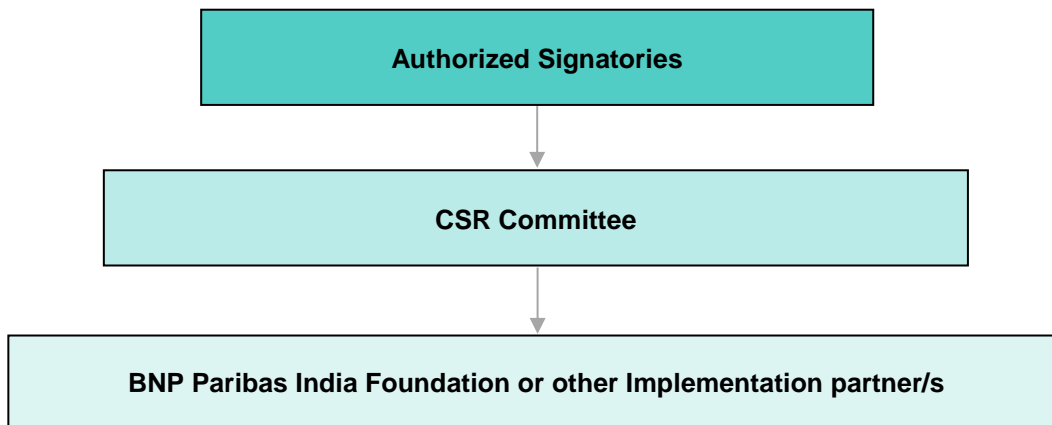 Authorized Signatories
CSR Committee
BNP Paribas India Foundation or other Implementation partner/s